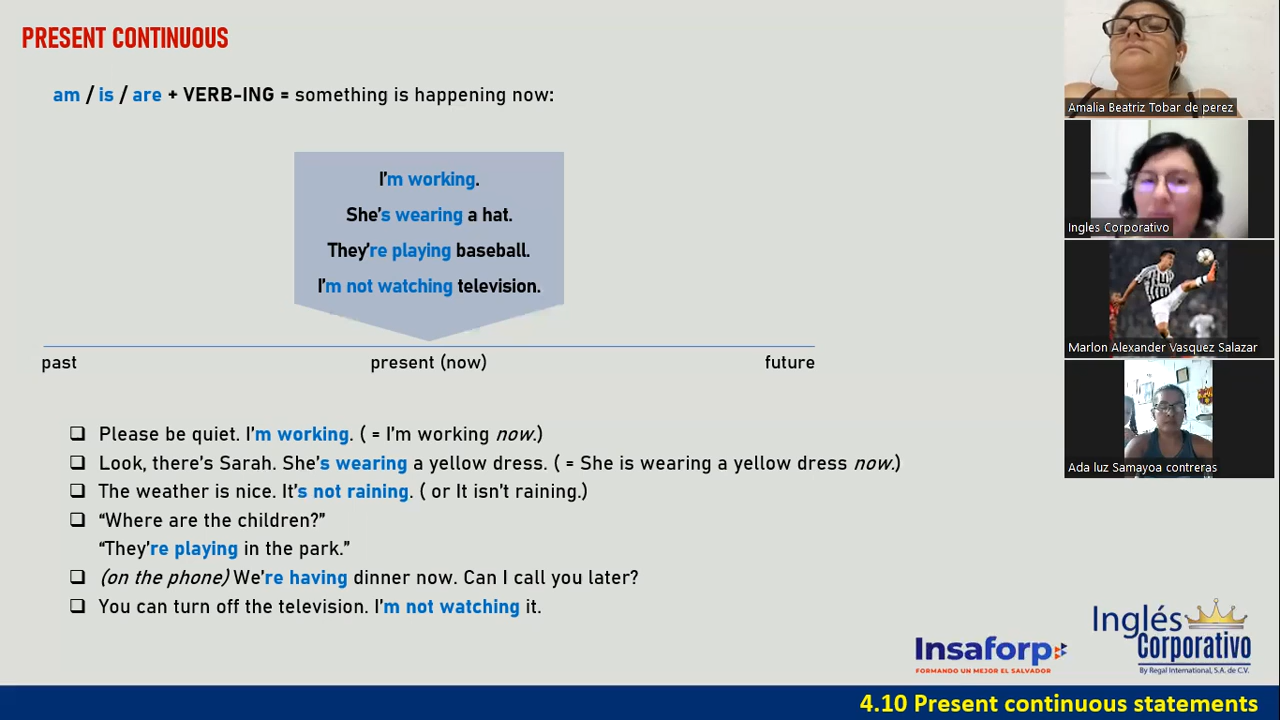 PRESENT CONTINUOUS
am / is / are + VERB-ING = something is happening now:
I'm working.
She's wearing a hat.
They're playing baseball.
I'm not watching television.
past
present (now)
future
Please be quiet. I'm working. ( = I'm working now.)
Look, there's Sarah. She's wearing a yellow dress. ( = She is wearing a yellow dress now.)
The weather is nice. It's not raining. ( or It isn't raining.)
“Where are the children?”
“They're playing in the park.”
(on the phone) We're having dinner now. Can I call you later?
You can turn off the television. I'm not watching it.
Amalia Beatriz Tobar de perez
Ingles Corporativo
Marlon Alexander Vasquez Salazar
Ada luz Samayoa contreras
Insaforp
FORMANDO UN MEJOR EL SALVADOR
Inglés
Corporativo
By Regal International, S.A. de C.V.
4.10 Present continuous statements